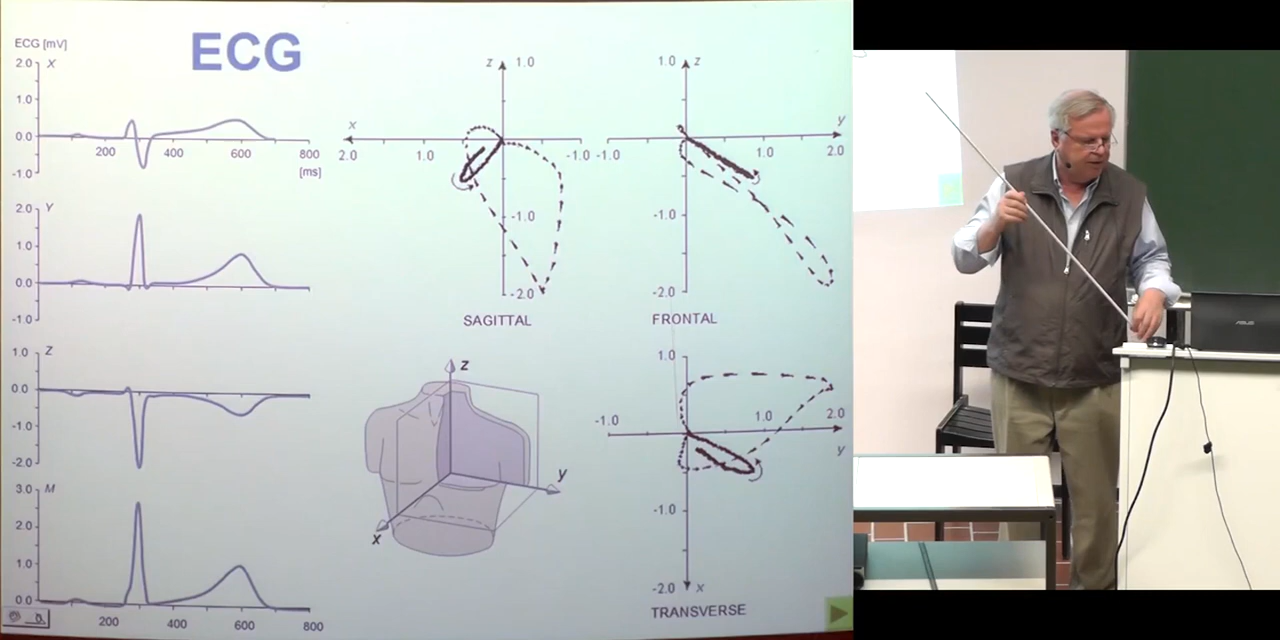 ECG
ECG [mV]
2.0 X
1.0
0.0
-1.0
200 400 600 800
[ms]
2.0 Y
1.0
0.0
-1.0
1.0 Z
0.0
-1.0
-2.0
3.0 M
2.0
1.0
0.0
200 400 600 800
z 1.0
x
2.0 1.0 -1.0
-1.0
-2.0
SAGITTAL
1.0 z
y
-1.0 1.0 2.0
-1.0
-2.0
FRONTAL
z
y
x
1.0
-1.0 1.0 2.0
y
-1.0
-2.0 x
TRANSVERSE
ASUS